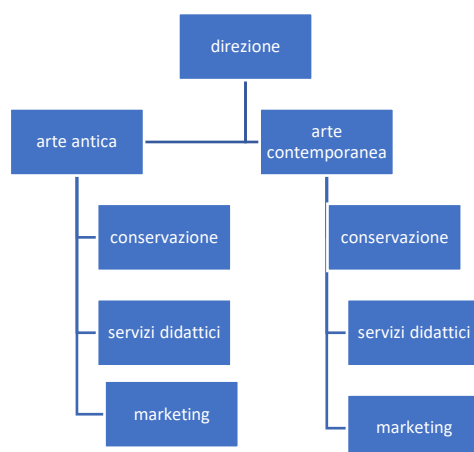 direzione
arte antica
arte
contemporanea
conservazione
conservazione
servizi didattici
servizi didattici
marketing
marketing